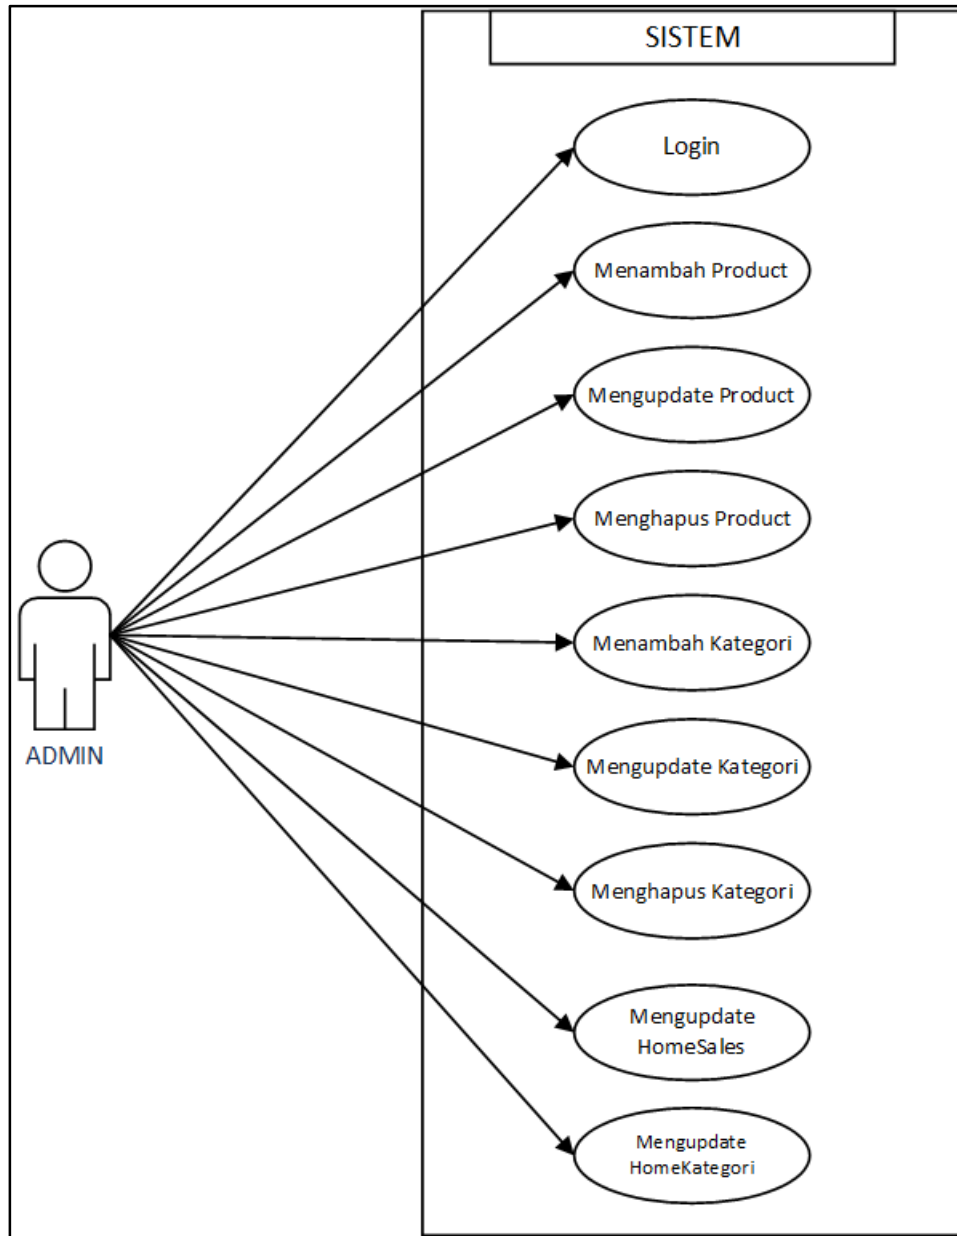 SISTEM
Login
Menambah Product
Mengupdate Product
Menghapus Product
Menambah Kategori
ADMIN
Mengupdate Kategori
Menghapus Kategori
Mengupdate
HomeSales
Mengupdate
HomeKategori